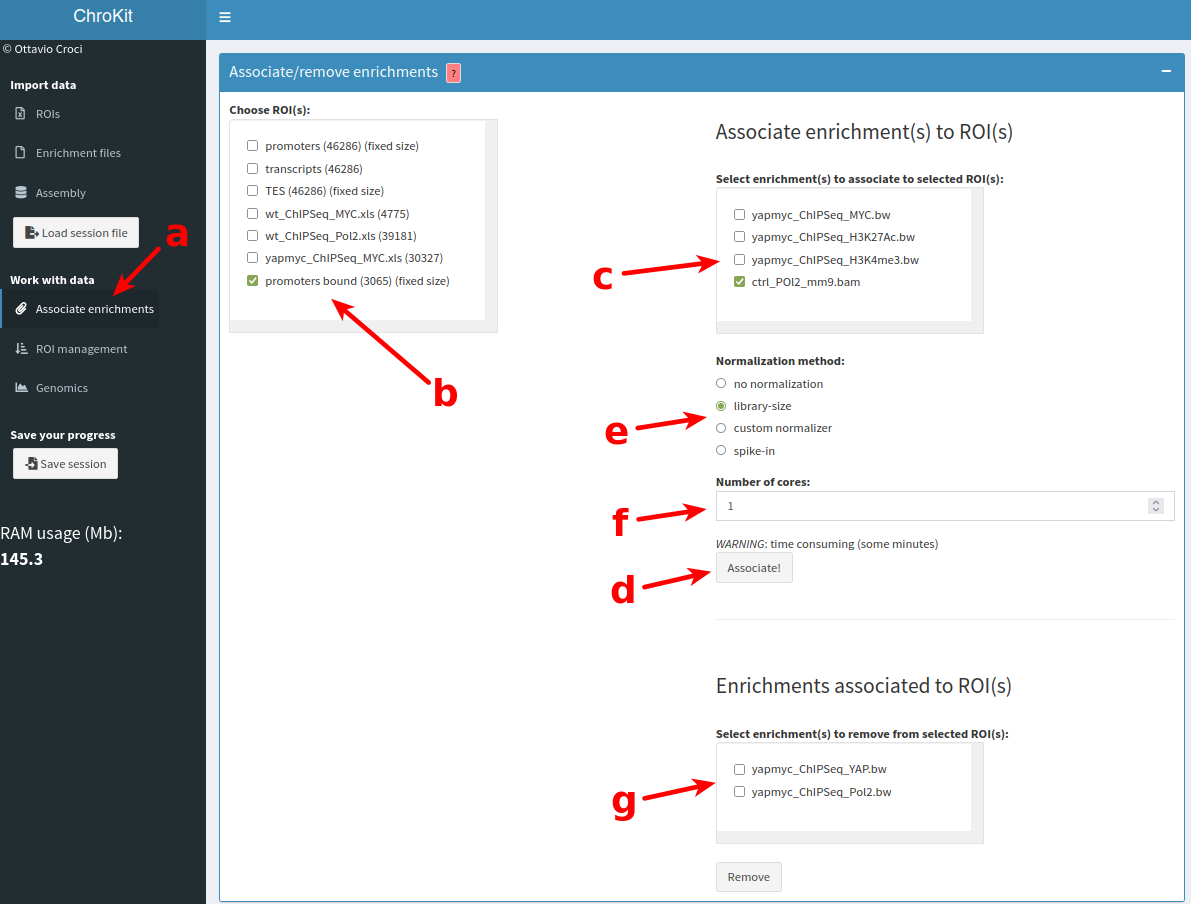 ChroKit
© Ottavio Croci
Import data
ROIs
Enrichment files
Assembly
Load session file
a
Work with data
Associate enrichments
ROI management
Genomics
Save your progress
Save session
RAM usage (Mb):
145.3
Associate/remove enrichments ?
Choose ROI(s):
promoters (46286) (fixed size)
transcripts (46286)
TES (46286) (fixed size)
wt_ChIPSeq_MYC.xls (4775)
wt_ChIPSeq_Pol2.xls (39181)
yapmyc_ChIPSeq_MYC.xls (30327)
promoters bound (3065) (fixed size)
b
Associate enrichment(s) to ROI(s)
Select enrichment(s) to associate to selected ROI(s):
yapmyc_ChIPSeq_MYC.bw
yapmyc_ChIPSeq_H3K27Ac.bw
yapmyc_ChIPSeq_H3K4me3.bw
c
ctrl_POl2_mm9.bam
Normalization method:
no normalization
library-size
e
custom normalizer
spike-in
Number of cores:
1
f
WARNING: time consuming (some minutes)
Associate!
d
Enrichments associated to ROI(s)
Select enrichment(s) to remove from selected ROI(s):
yapmyc_ChIPSeq_YAP.bw
yapmyc_ChIPSeq_Pol2.bw
g
Remove